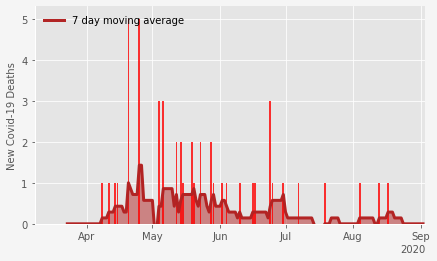 7 day moving average
New Covid-19 Deaths
5
4
3
2
1
0
Apr
May
Jun
Jul
Aug
Sep
2020